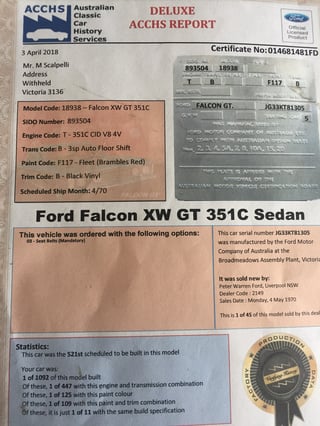 ACCHS
Australian
Classic
Car
History
Services
DELUXE
ACCHS REPORT
Ford
Official
Licensed
Product
3 April 2018
Certificate No:014681481FD
Mr. M Scalpelli
Address
Withheld
Victoria 3136
893504 18938
T B F117 B
FALCON GT. JG33KT81305
5
Model Code: 18938 – Falcon XW GT 351C
SIDO Number: 893504
Engine Code: T - 351C CID V8 4V
Trans Code: B - 3sp Auto Floor Shift
Paint Code: F117 - Fleet (Brambles Red)
Trim Code: B - Black Vinyl
Scheduled Ship Month: 4/70
FALCON GT
Ford Falcon XW GT 351C Sedan
This vehicle was ordered with the following options:
08 - Seat Belts (Mandatory)
This car serial number JG33KT81305
was manufactured by the Ford Motor
Company of Australia at the
Broadmeadows Assembly Plant, Victoria
It was sold new by:
Peter Warren Ford, Liverpool NSW
Dealer Code : 2149
Sales Date : Monday, 4 May 1970
This is 1 of 45 of this model sold by this deal
Statistics:
This car was the 521st scheduled to be built in this model
Your car was:
1 of 1092 of this model built
Of these, 1 of 447 with this engine and transmission combination
Of these, 1 of 125 with this paint colour
Of these, 1 of 109 with this paint and trim combination
Of these, it is just 1 of 11 with the same build specification
FACTORY PRODUCTION DAY